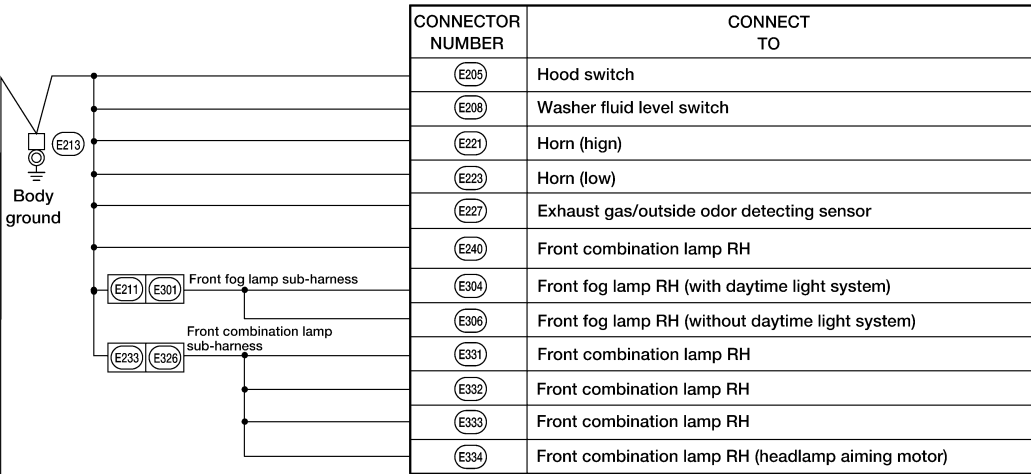 CONNECTOR NUMBER CONNECT TO
E205 Hood switch
E208 Washer fluid level switch
E213
E221 Horn (hign)
E223 Horn (low)
Body ground
E227 Exhaust gas/outside odor detecting sensor
E240 Front combination lamp RH
E211 E301 Front fog lamp sub-harness
E304 Front fog lamp RH (with daytime light system)
E306 Front fog lamp RH (without daytime light system)
E233 E326 Front combination lamp sub-harness
E331 Front combination lamp RH
E332 Front combination lamp RH
E333 Front combination lamp RH
E334 Front combination lamp RH (headlamp aiming motor)